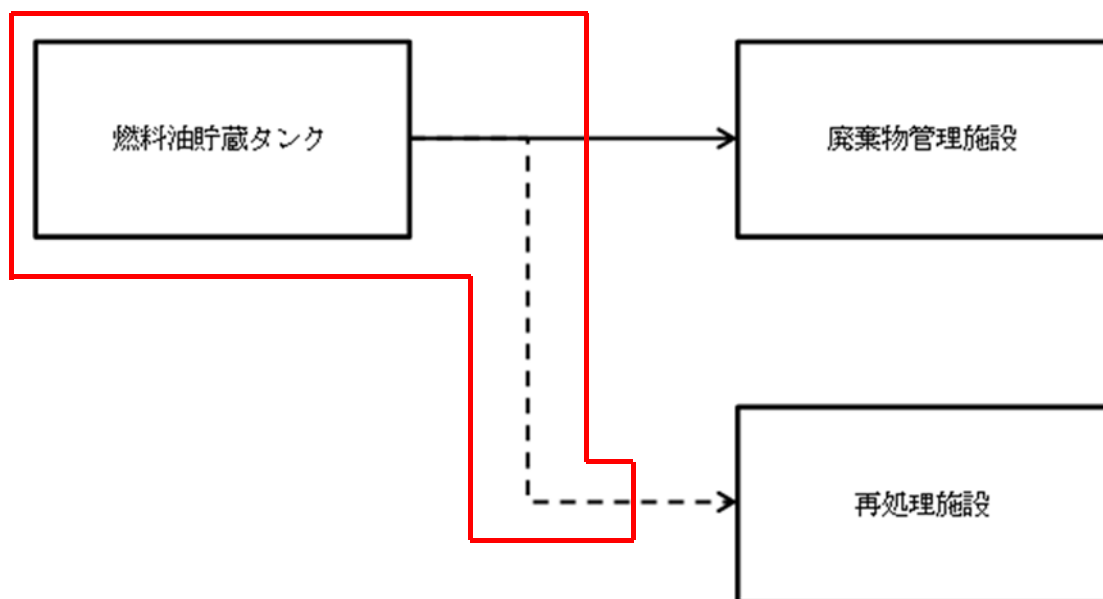 燃料油貯蔵タンク
廃棄物管理施設
再処理施設